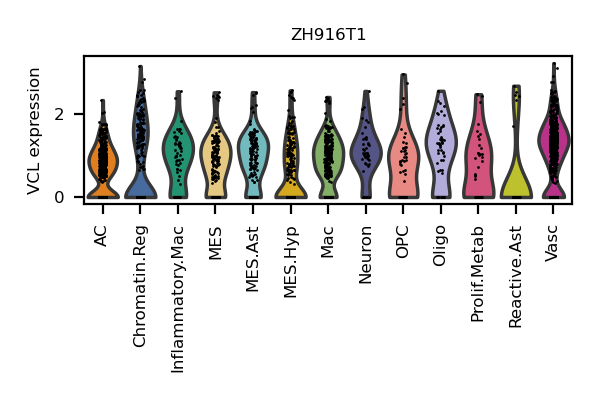 ZH916T1
VCL expression
2
0
AC
Chromatin.Reg
Inflammatory.Mac
MES
MES.Ast
MES.Hyp
Mac
Neuron
OPC
Oligo
Prolif.Metab
Reactive.Ast
Vasc